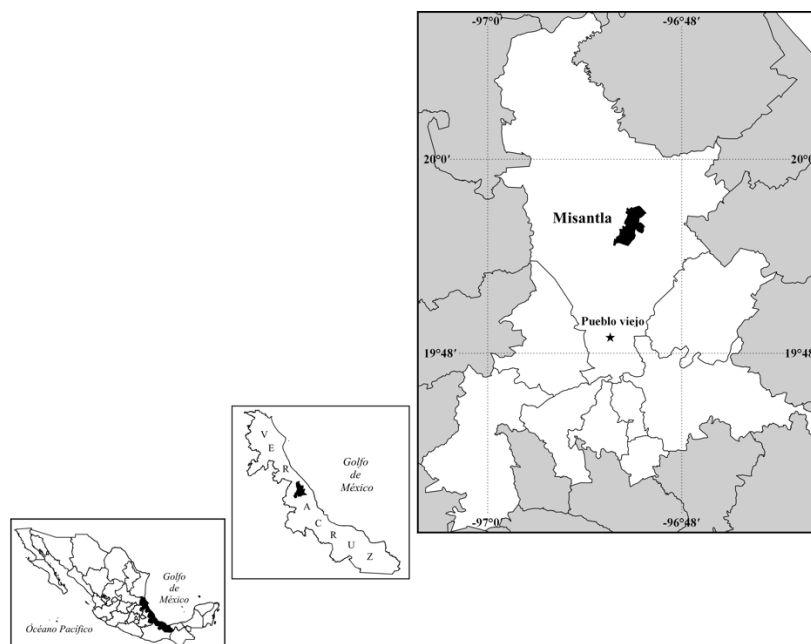 -97°0'
-96°48'
20°0'
20°0'
Misantla
Pueblo viejo
19°48'
19°48'
-97°0'
-96°48'
V
E
R
A
C
R
U
Z
Golfo
de
México
Golfo
de
México
Océano Pacífico